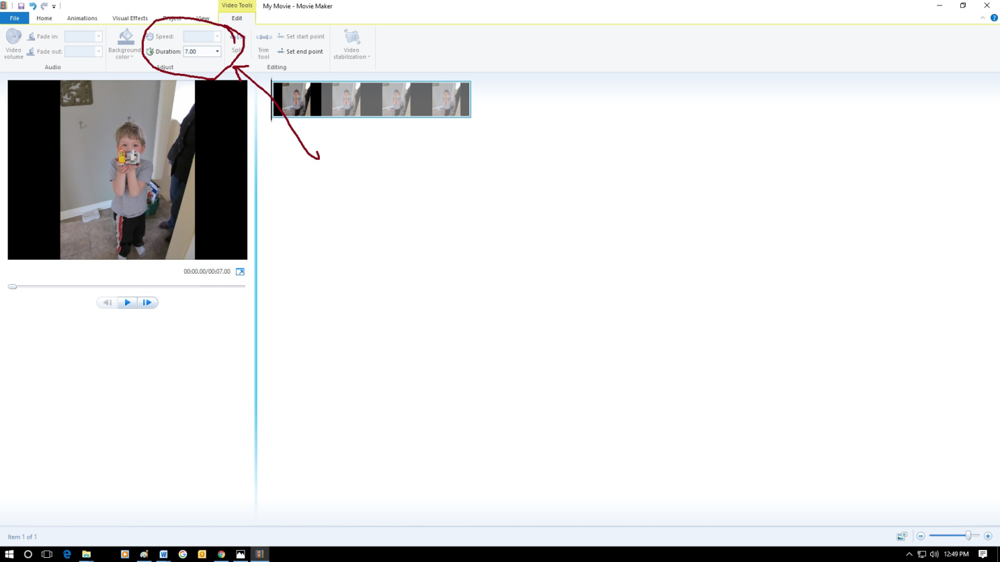 Video Tools
My Movie - Movie Maker
File Home Animations Visual Effects Project View Edit
Fade in:
Speed:
Set start point
Fade out:
Duration: 7.00
Set end point
Video volume
Background color
Split
Trim tool
Video stabilization
Audio
Adjust
Editing
00:00.00/00:07.00
Item 1 of 1
12:49 PM